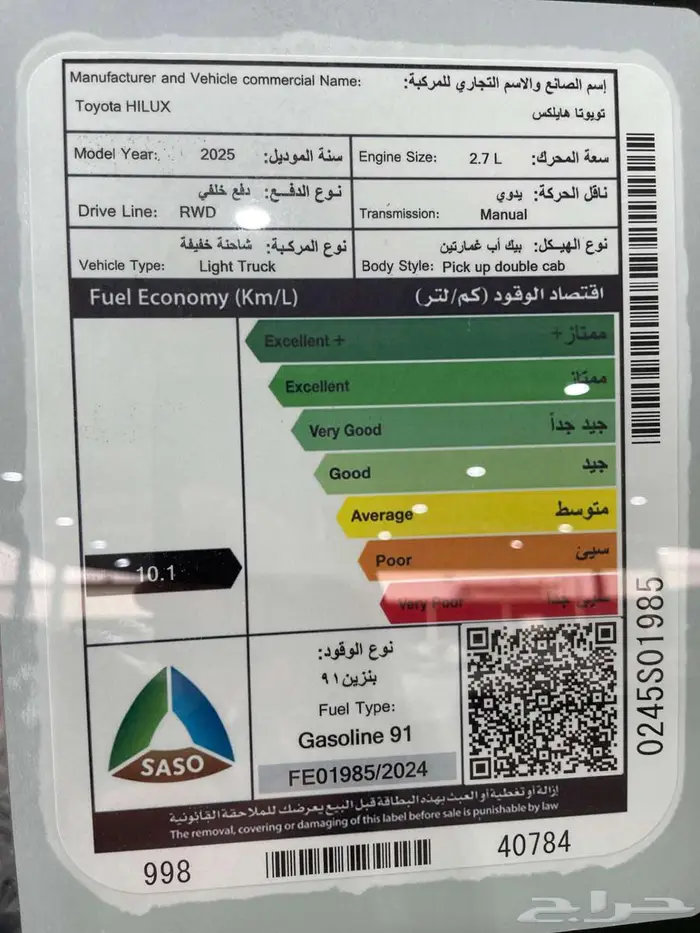 Manufacturer and Vehicle commercial Name: إسم الصانع والاسم التجاري للمركبة:
Toyota HILUX تويوتا هايلكس
Model Year: 2025 سنة الموديل:
Engine Size: 2.7 L سعة المحرك:
نوع الدفع: دفع خلفي
Drive Line: RWD
ناقل الحركة: يدوي
Transmission: Manual
نوع المركبة: شاحنة خفيفة
Vehicle Type: Light Truck
نوع الهيكل: بيك أب غمارتين
Body Style: Pick up double cab
Fuel Economy (Km/L) اقتصاد الوقود (كم/لتر)
Excellent + ممتاز+
Excellent ممتاز
Very Good جيد جداً
Good جيد
Average متوسط
Poor سيئ
Very Poor سيئ جداً
10.1
نوع الوقود:
بنزين ٩١
Fuel Type:
Gasoline 91
FE01985/2024
SASO
إزالة أو تغطية أو العبث بهذه البطاقة قبل البيع يعرضك للملاحقة القانونية
The removal, covering or damaging of this label before sale is punishable by law
998
40784
0245S01985
حراج